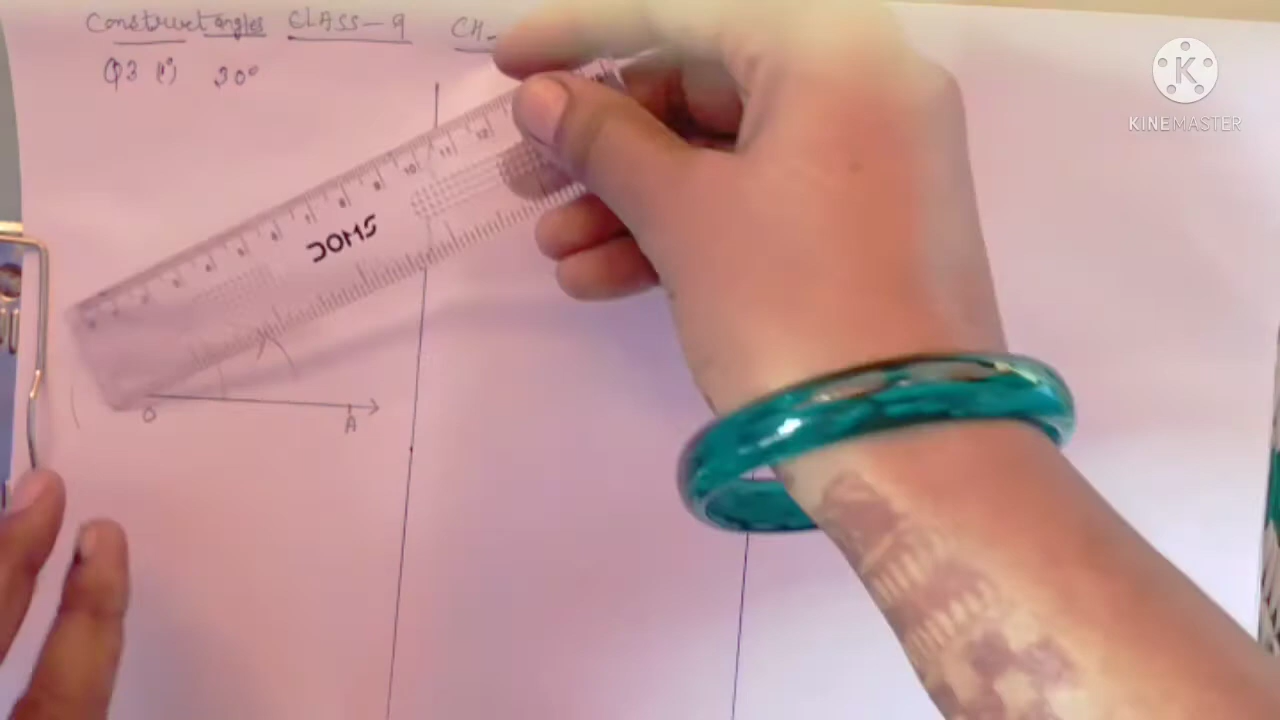 Construct angles CLASS - 9 CH-
Q3 (i) 30°
KINEMASTER
DOMS
O A